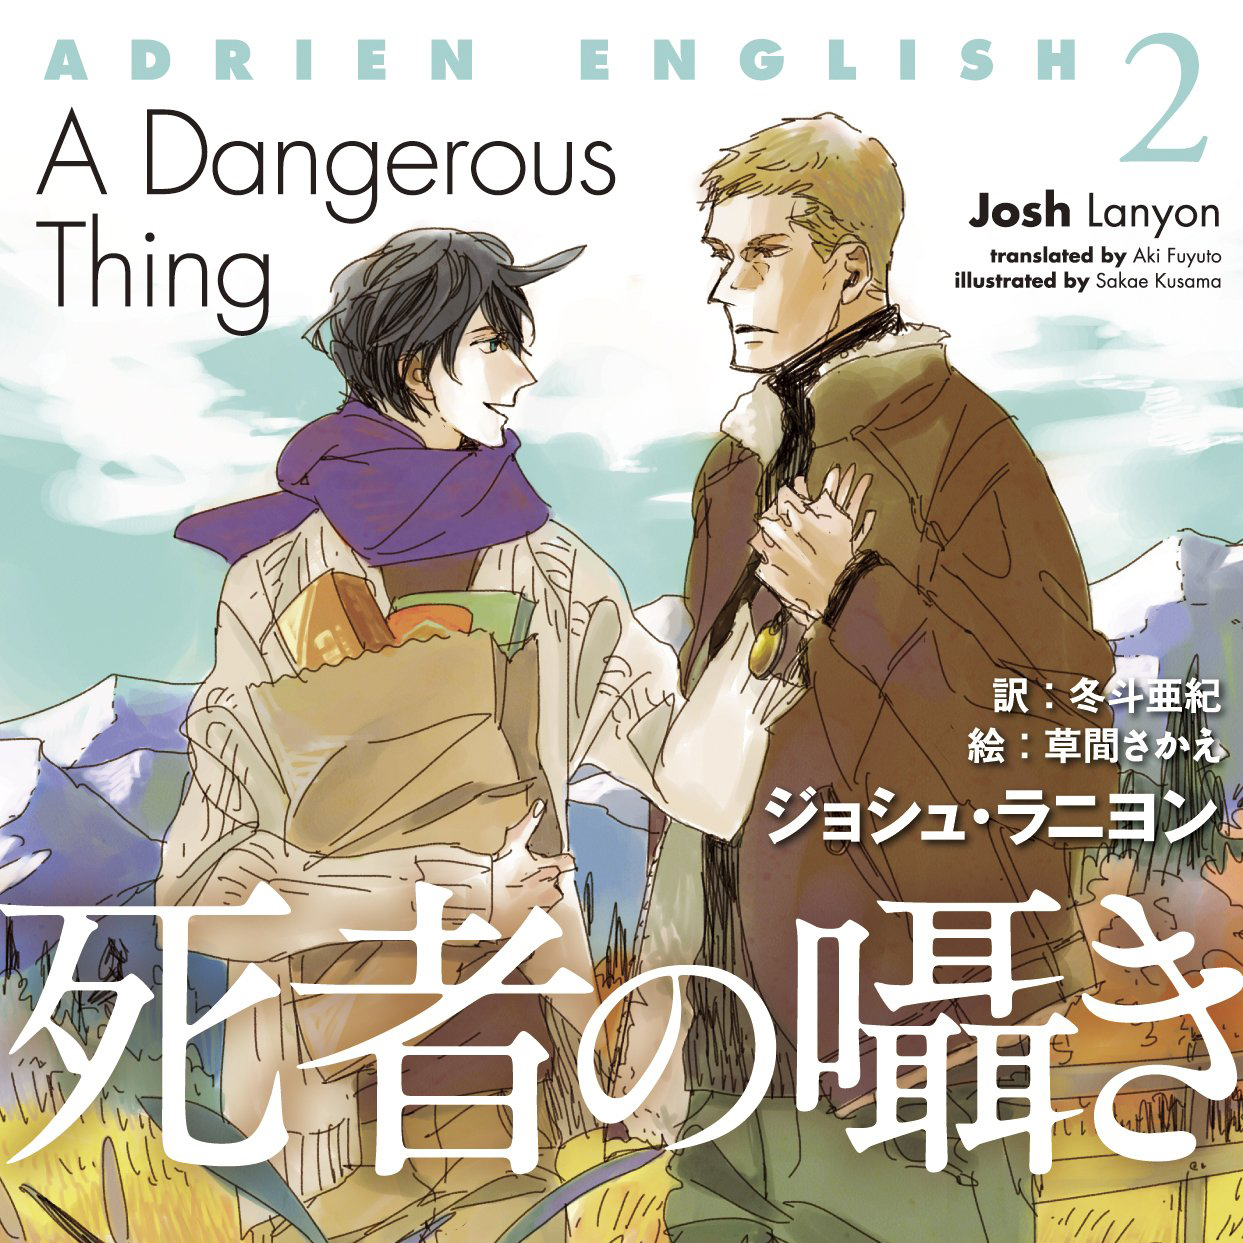 ADRIEN ENGLISH 2
A Dangerous
Thing
Josh Lanyon
translated by Aki Fuyuto
illustrated by Sakae Kusama
訳：冬斗亜紀
絵：草間さかえ
ジョシュ・ラニヨン
死者の囁き